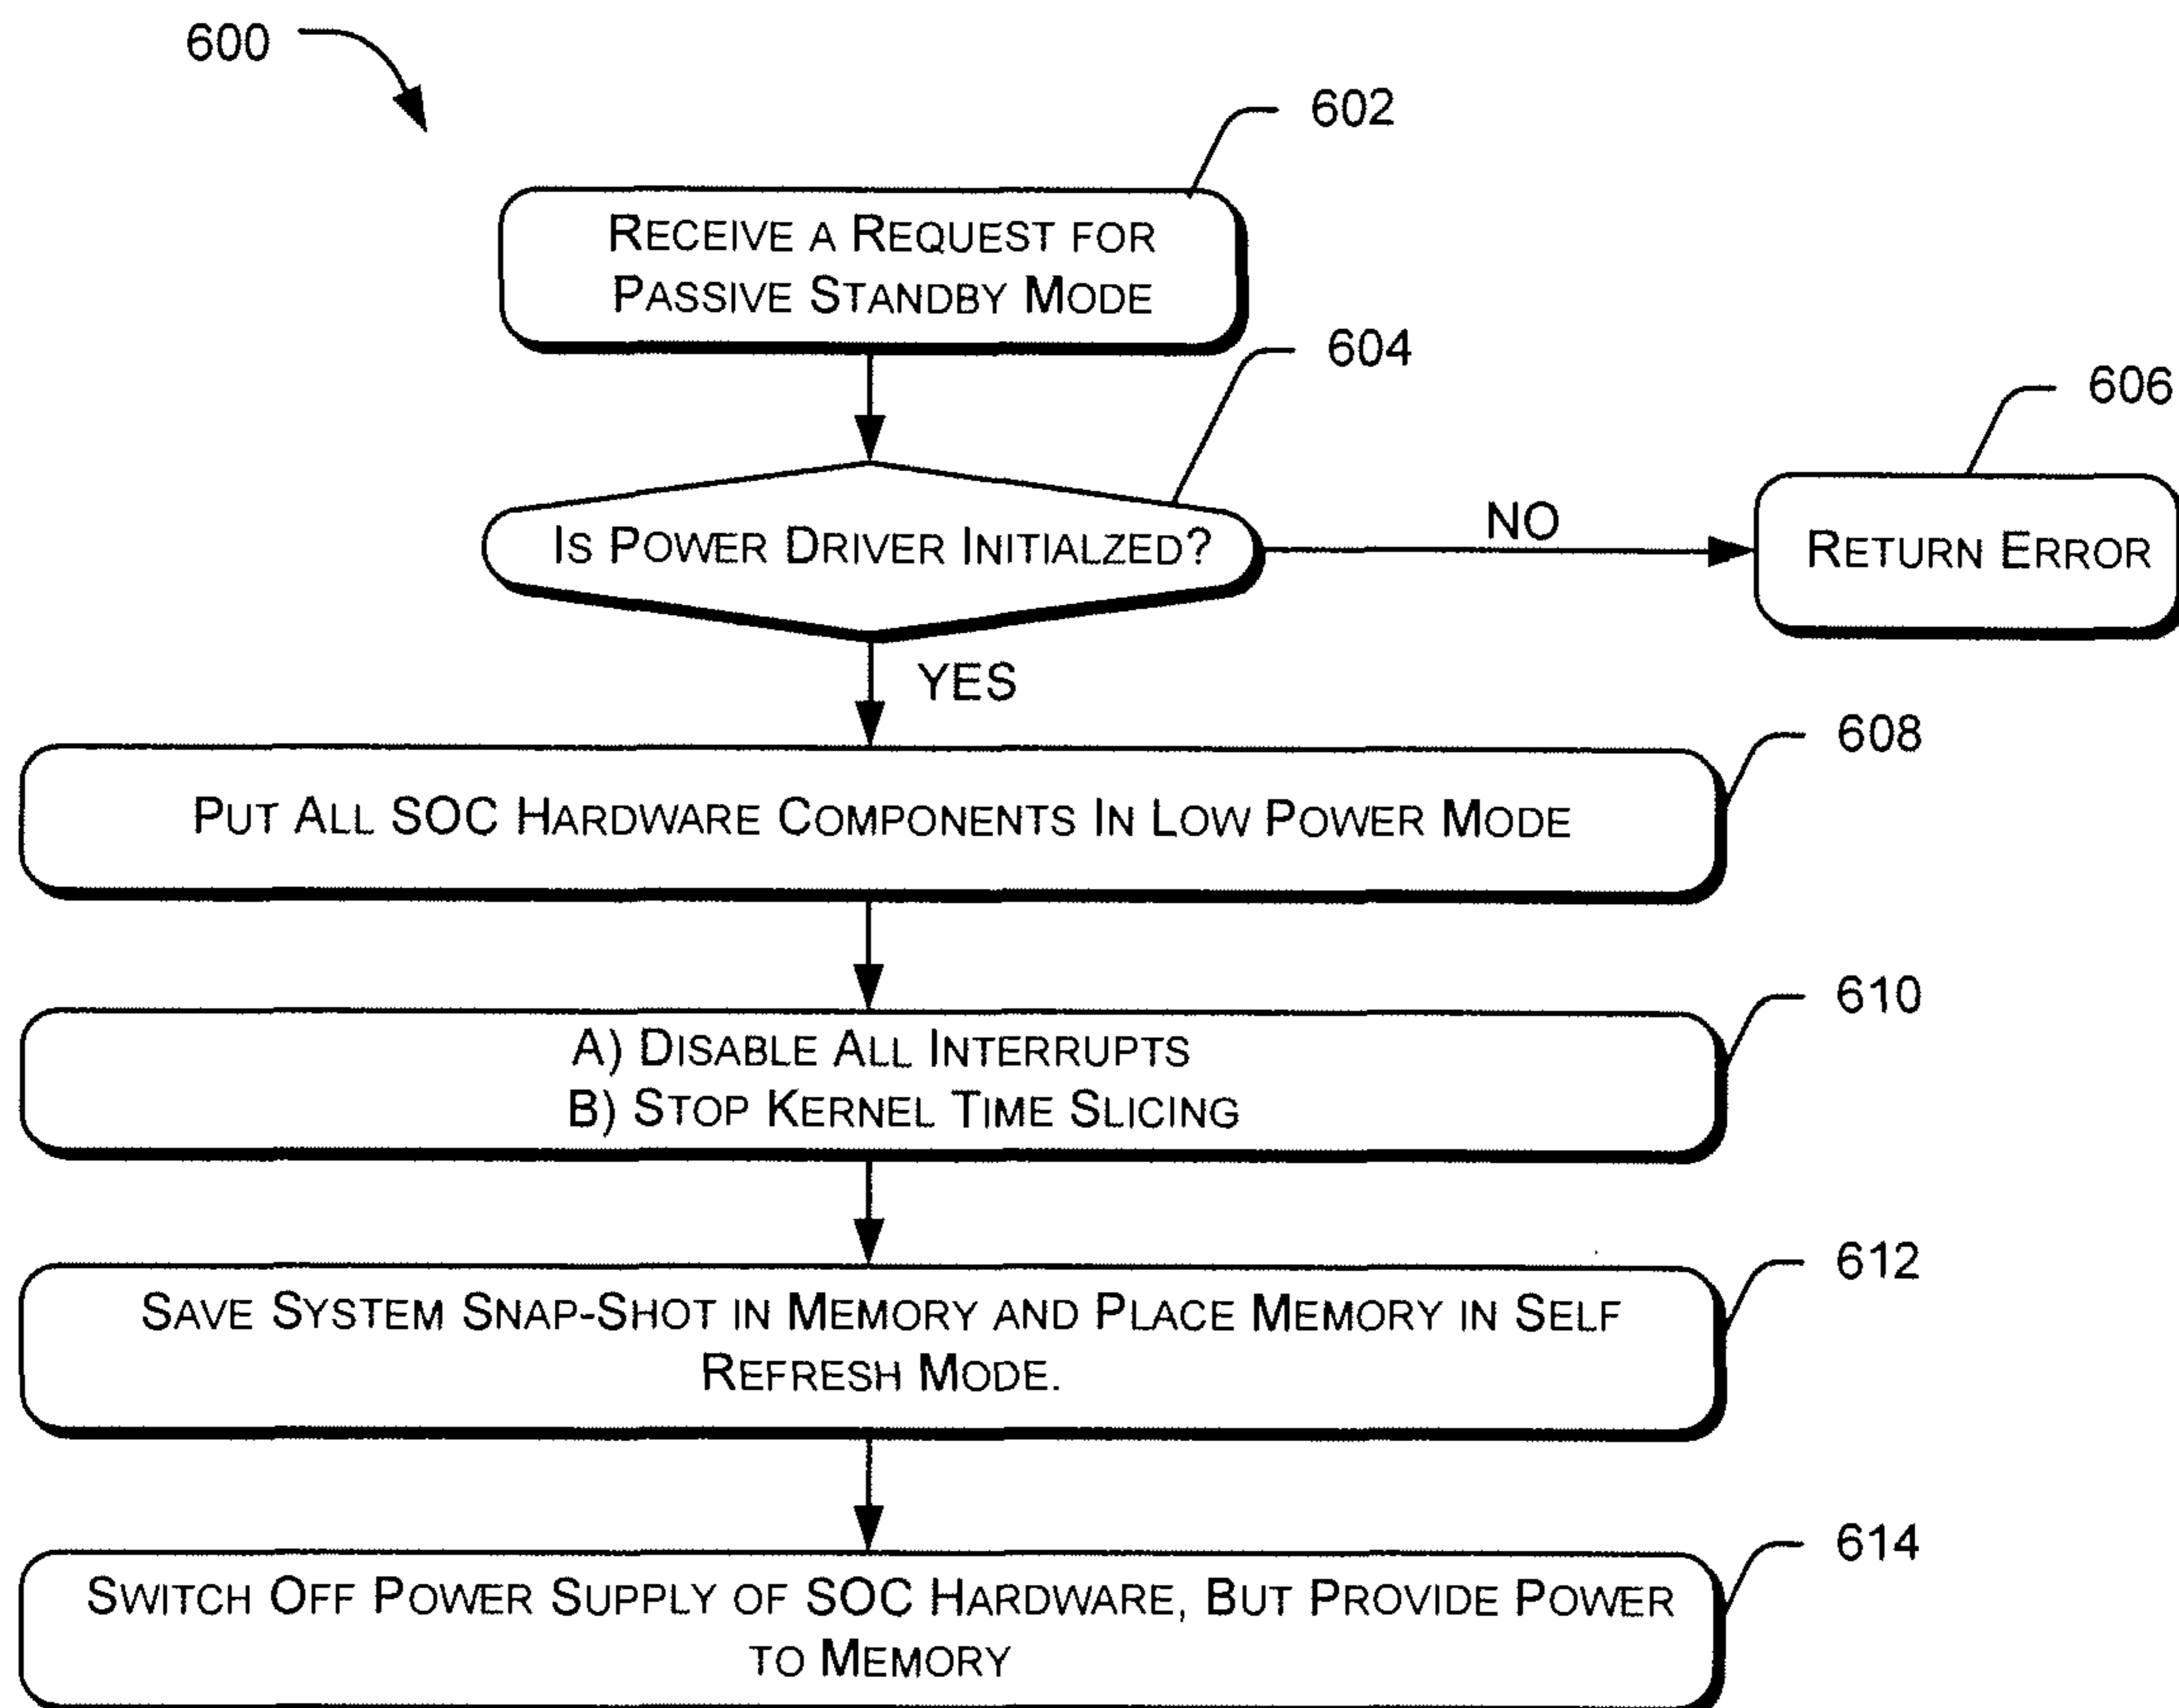 600
602
RECEIVE A REQUEST FOR
PASSIVE STANDBY MODE
604
606
IS POWER DRIVER INITIALZED?
NO
RETURN ERROR
YES
608
PUT ALL SOC HARDWARE COMPONENTS IN LOW POWER MODE
610
A) DISABLE ALL INTERRUPTS
B) STOP KERNEL TIME SLICING
612
SAVE SYSTEM SNAP-SHOT IN MEMORY AND PLACE MEMORY IN SELF
REFRESH MODE.
614
SWITCH OFF POWER SUPPLY OF SOC HARDWARE, BUT PROVIDE POWER
TO MEMORY